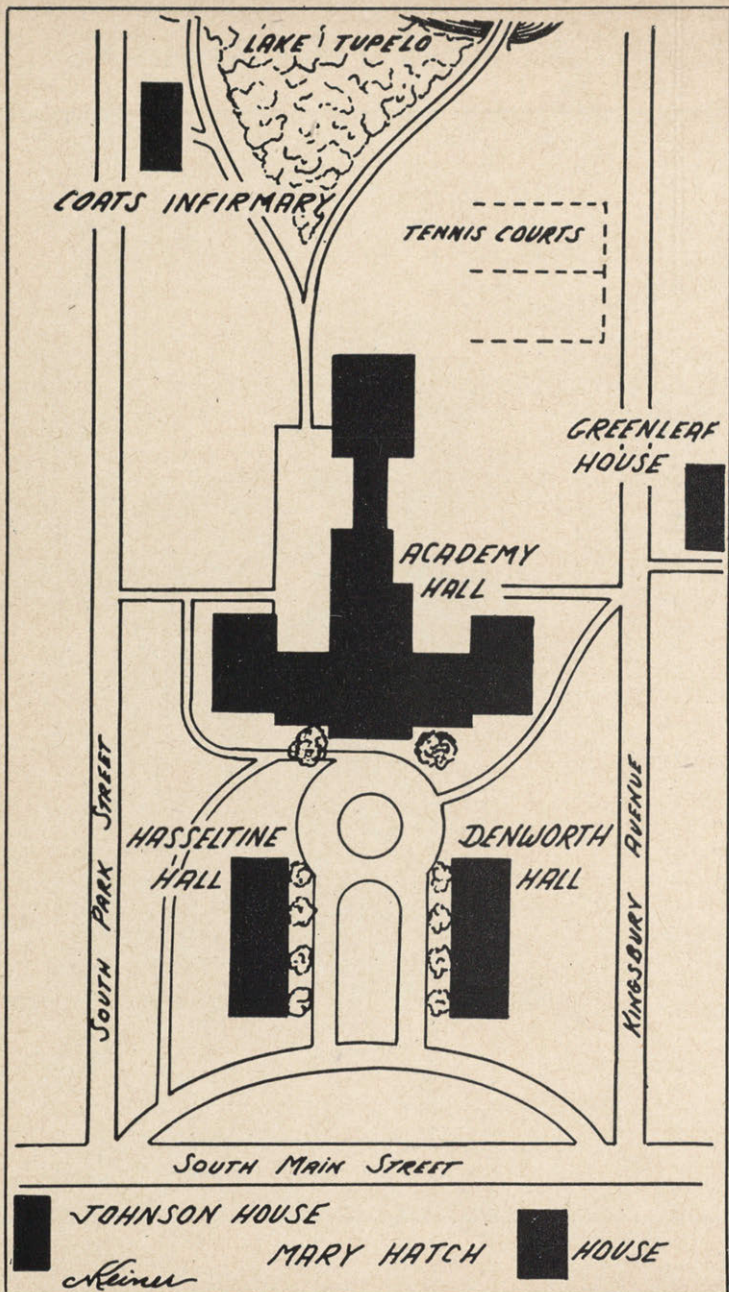 LAKE TUPELO
COATS INFIRMARY
TENNIS COURTS
GREENLEAF
HOUSE
ACADEMY
HALL
SOUTH PARK STREET
KINGSBURY AVENUE
HASSELTINE
HALL
DENWORTH
HALL
SOUTH MAIN STREET
JOHNSON HOUSE
MARY HATCH HOUSE